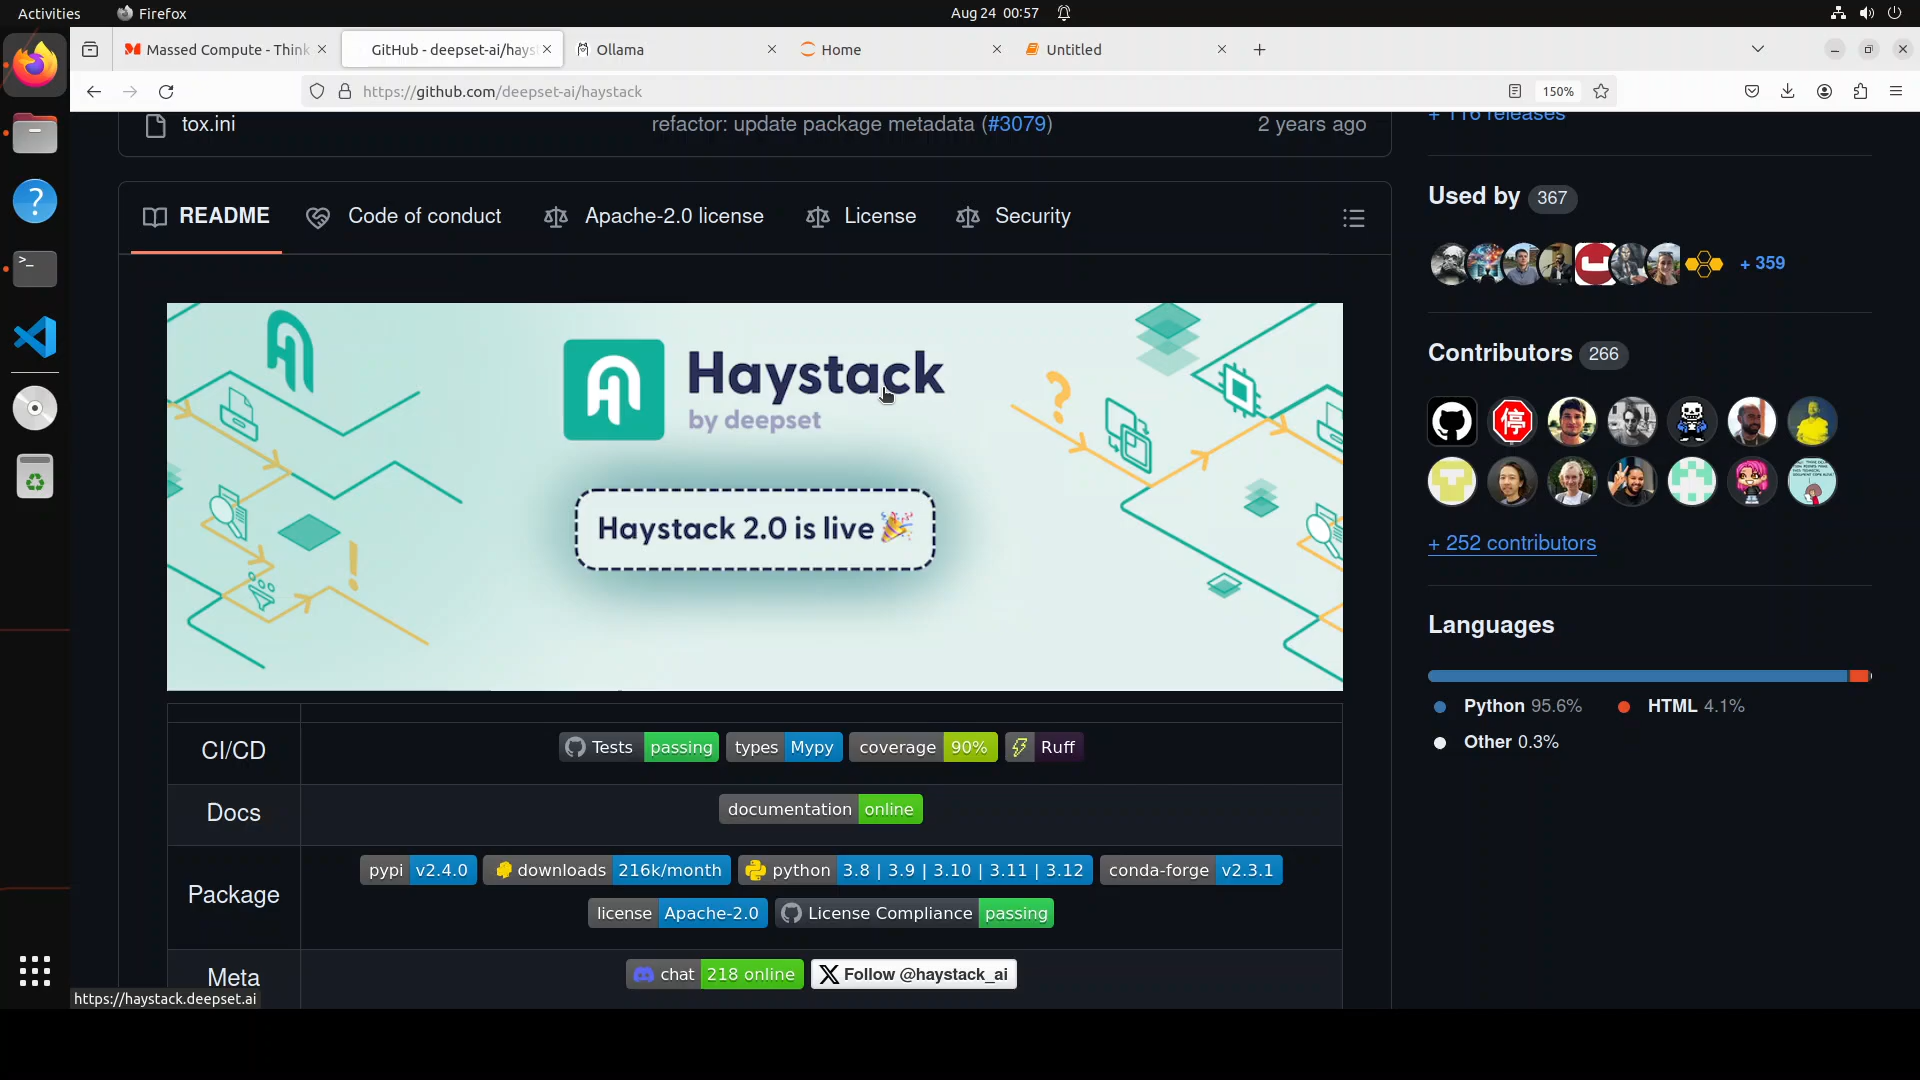 Activities
Firefox
Aug 24 00:57
Massed Compute - Think
GitHub - deepset-ai/hays
Ollama
Home
Untitled
https://github.com/deepset-ai/haystack
150%
tox.ini
refactor: update package metadata (#3079)
2 years ago
+ 116 releases
README
Code of conduct
Apache-2.0 license
License
Security
Used by 367
+ 359
Haystack
by deepset
Haystack 2.0 is live 🎉
Contributors 266
停
+ 252 contributors
Languages
Python 95.6%
HTML 4.1%
Other 0.3%
CI/CD
Tests passing
types Mypy
coverage 90%
Ruff
Docs
documentation online
Package
pypi v2.4.0
downloads 216k/month
python 3.8 | 3.9 | 3.10 | 3.11 | 3.12
conda-forge v2.3.1
license Apache-2.0
License Compliance passing
Meta
chat 218 online
Follow @haystack_ai
https://haystack.deepset.ai